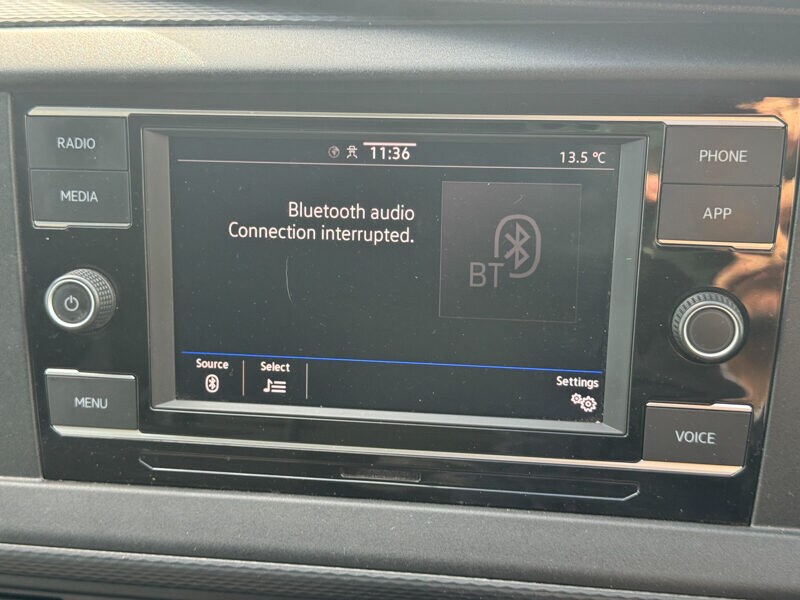 RADIO
MEDIA
MENU
11:36
13.5 °C
Bluetooth audio
Connection interrupted.
BT
Source
Select
Settings
PHONE
APP
VOICE